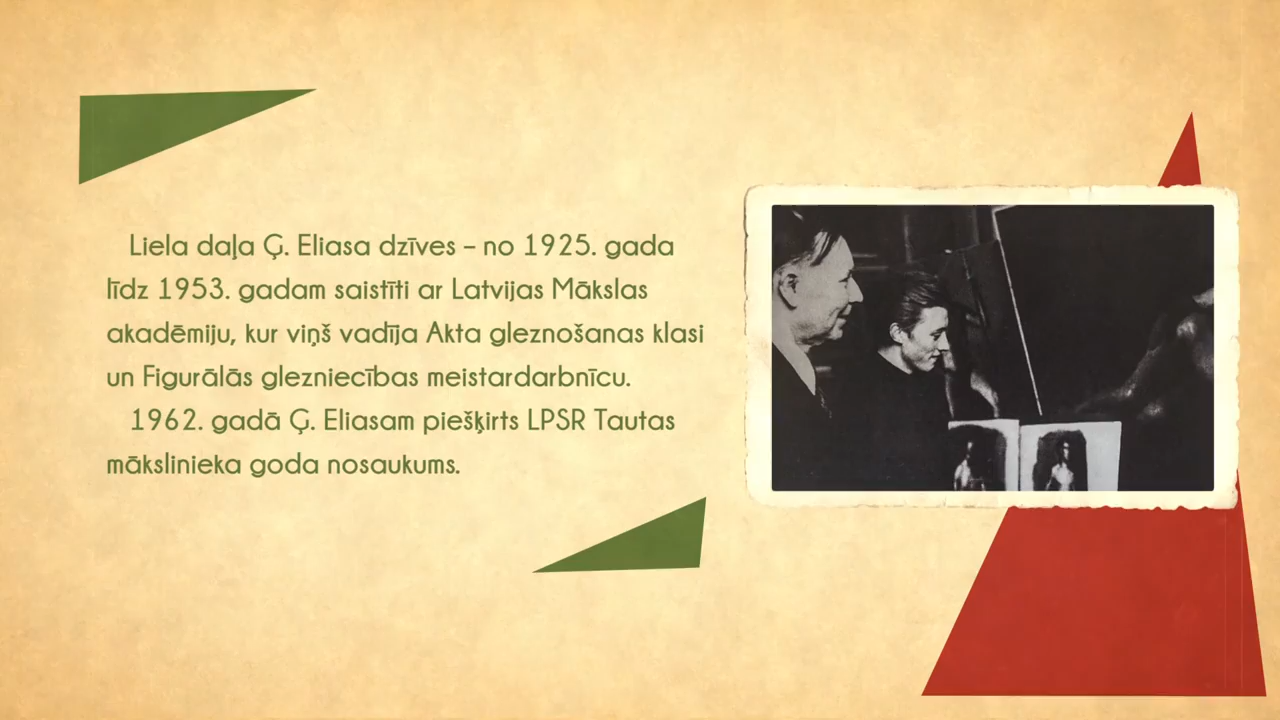 Liela daļa Ģ. Eliasa dzīves – no 1925. gada
līdz 1953. gadam saistīti ar Latvijas Mākslas
akadēmiju, kur viņš vadīja Akta gleznošanas klasi
un Figurālās glezniecības meistardarbnīcu.
1962. gadā Ģ. Eliasam piešķirts LPSR Tautas
mākslinieka goda nosaukums.